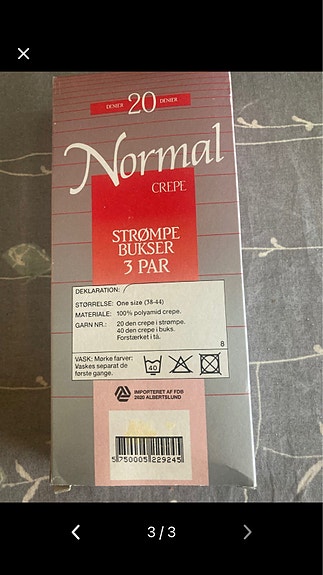 DENIER 20 DENIER
Normal
CREPE
STRØMPE
BUKSER
3 PAR
DEKLARATION:
STØRRELSE: One size (38-44)
MATERIALE: 100% polyamid crepe.
GARN NR.: 20 den crepe i strømpe.
40 den crepe i buks.
Forstærket i tå.
8
VASK: Mørke farver:
Vaskes separat de
første gange.
40
IMPORTERET AF FDB
2620 ALBERTSLUND
5 750005 229245
3/3